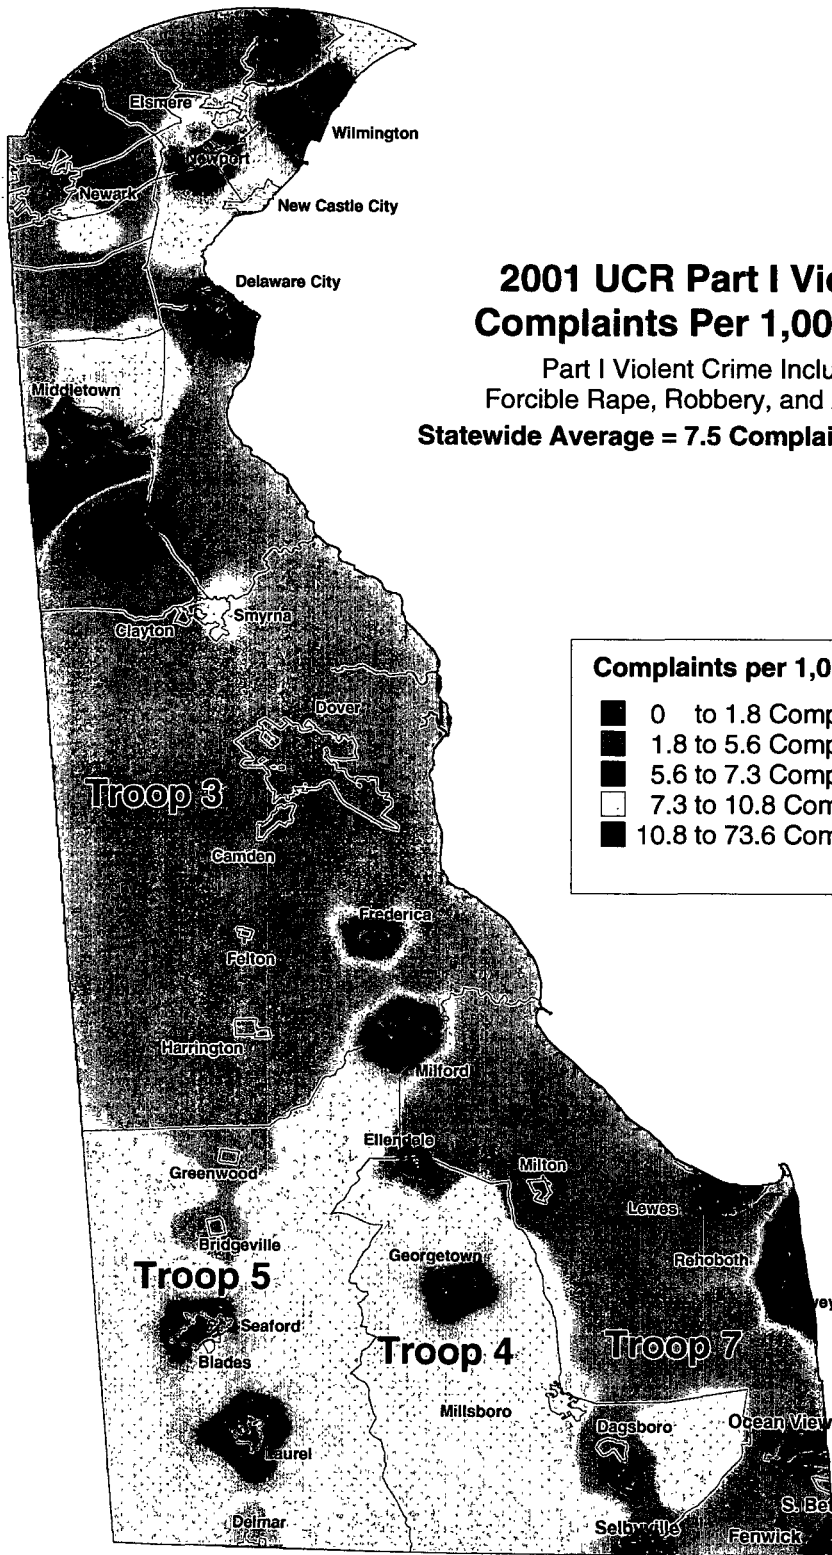 Elsmere
Wilmington
Newport
Newark
New Castle City
2001 UCR Part I Vio
Delaware City
Complaints Per 1,00
Part I Violent Crime Inclu
Middletown
Forcible Rape, Robbery, and
Statewide Average = 7.5 Complai
Smyrna
Clayton
Complaints per 1,0
0 to 1.8 Comp
1.8 to 5.6 Comp
5.6 to 7.3 Comp
7.3 to 10.8 Com
10.8 to 73.6 Com
Dover
Troop 3
Camden
Frederica
Felton
Harrington
Milford
Ellendale
Greenwood
Milton
Lewes
Bridgeville
Georgetown
Rehoboth
Troop 5
Seaford
Troop 4
Troop 7
Blades
Millsboro
Dagsboro
Ocean View
Laurel
S. Bet
Delmar
Selbyville
Fenwick